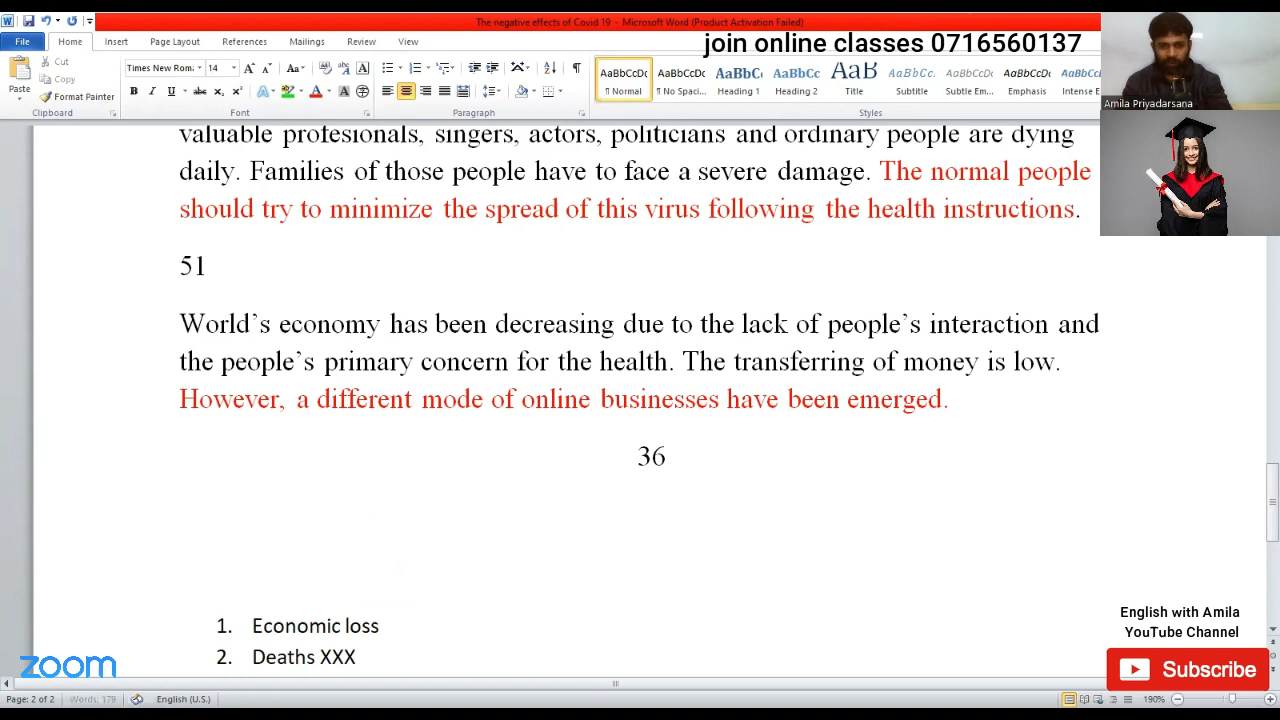 The negative effects of Covid 19 - Microsoft Word (Product Activation Failed)
File Home Insert Page Layout References Mailings Review View
join online classes 0716560137
Cut
Copy
Paste
Format Painter
Clipboard
Times New Rom
14
Font
Paragraph
AaBbCcDc AaBbCcDc AaBbC AaBbCc AaB AaBbCc. AaBbCcDc AaBbCcDc
¶ Normal ¶ No Spaci... Heading 1 Heading 2 Title Subtitle Subtle Em... Emphasis Intense E
Styles
Amila Priyadarsana
valuable profesionals, singers, actors, politicians and ordinary people are dying
daily. Families of those people have to face a severe damage. The normal people
should try to minimize the spread of this virus following the health instructions.
51
World's economy has been decreasing due to the lack of people's interaction and
the people's primary concern for the health. The transferring of money is low.
However, a different mode of online businesses have been emerged.
36
1. Economic loss
2. Deaths XXX
zoom
English with Amila
YouTube Channel
Subscribe
Page: 2 of 2 Words: 179 English (U.S.) 190%